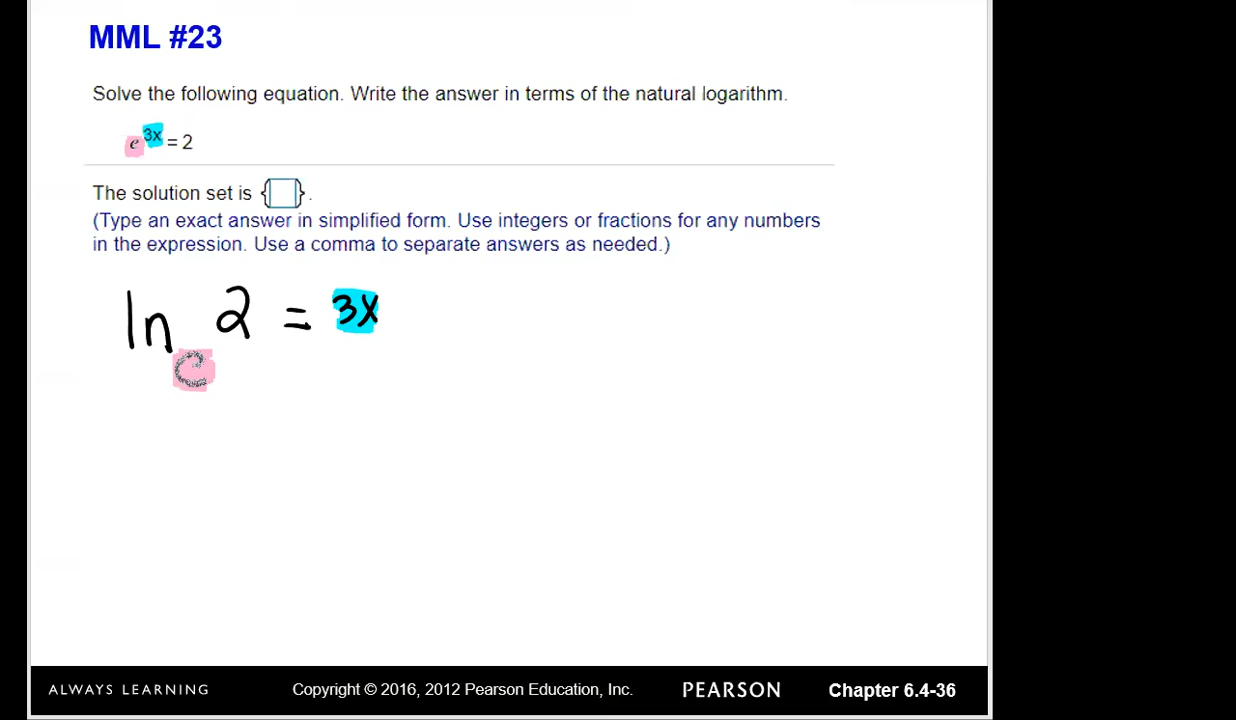 MML #23
Solve the following equation. Write the answer in terms of the natural logarithm.
e^3x = 2
The solution set is { }.
(Type an exact answer in simplified form. Use integers or fractions for any numbers
in the expression. Use a comma to separate answers as needed.)
ln_e 2 = 3x
ALWAYS LEARNING Copyright © 2016, 2012 Pearson Education, Inc. PEARSON Chapter 6.4-36